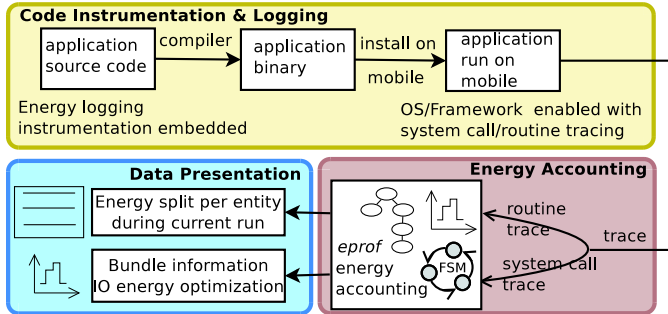 Code Instrumentation & Logging
application
source code
compiler
application
binary
install on
mobile
application
run on
mobile
Energy logging
instrumentation embedded
OS/Framework enabled with
system call/routine tracing
Data Presentation
Energy split per entity
during current run
Bundle information
IO energy optimization
Energy Accounting
eprof
energy
accounting
FSM
routine
trace
system call
trace
trace